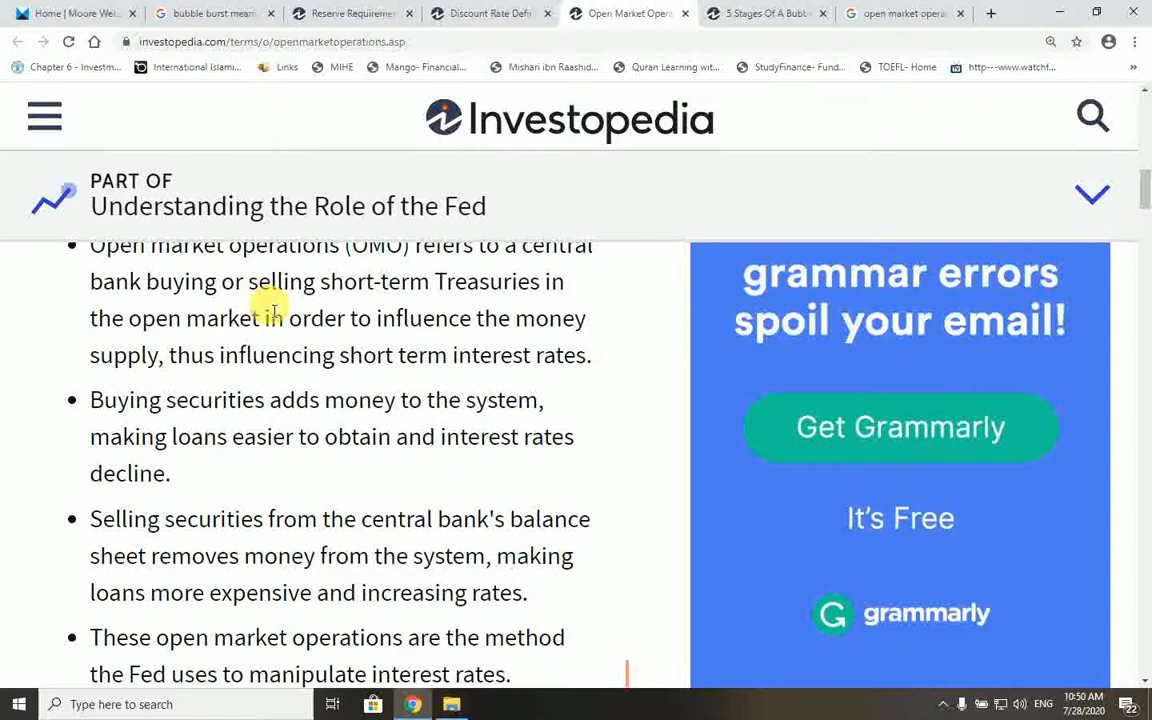 Home | Moore Wei
bubble burst meani
Reserve Requireme
Discount Rate Defi
Open Market Opera
5 Stages Of A Bubb
open market opera
investopedia.com/terms/o/openmarketoperations.asp
Chapter 6 - Investm...
International Islami...
Links
MIHE
Mango- Financial...
Mishari ibn Raashid...
Quran Learning wit...
StudyFinance- Fund...
TOEFL- Home
http---www.watchf...
Investopedia
PART OF
Understanding the Role of the Fed
Open market operations (OMO) refers to a central
bank buying or selling short-term Treasuries in
the open market in order to influence the money
supply, thus influencing short term interest rates.
Buying securities adds money to the system,
making loans easier to obtain and interest rates
decline.
Selling securities from the central bank's balance
sheet removes money from the system, making
loans more expensive and increasing rates.
These open market operations are the method
the Fed uses to manipulate interest rates.
grammar errors
spoil your email!
Get Grammarly
It's Free
grammarly
Type here to search
ENG
10:50 AM
7/28/2020
22